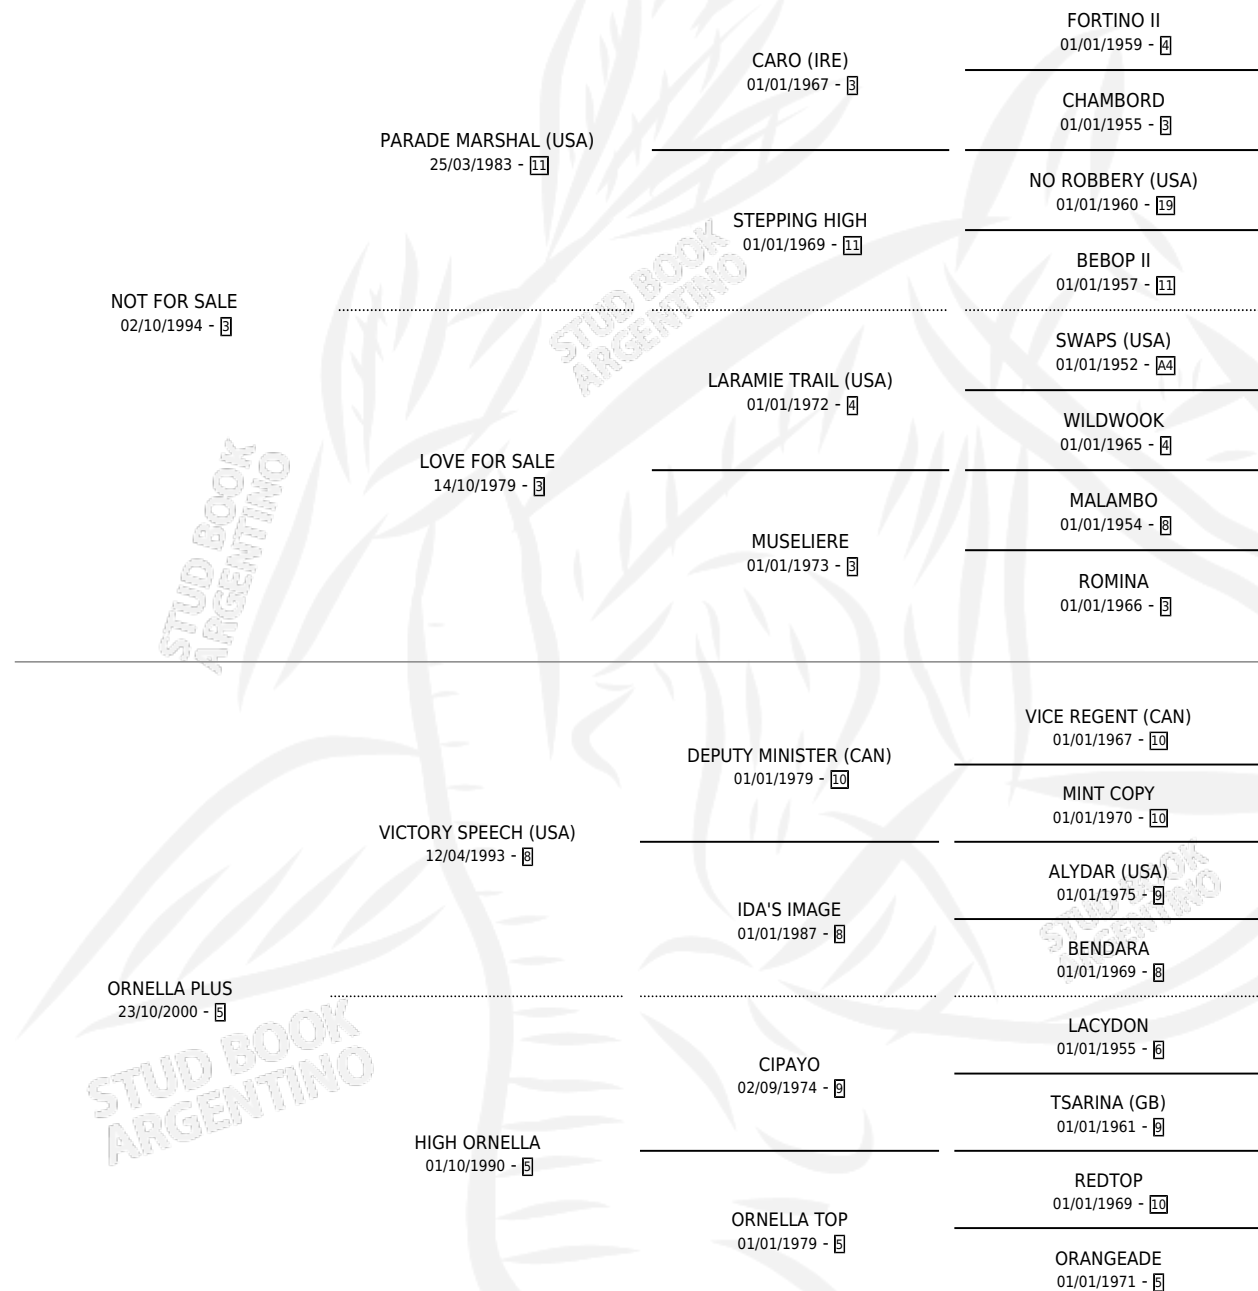 FORTINO II
01/01/1959 - 4
CARO (IRE)
01/01/1967 - 3
CHAMBORD
01/01/1955 - 3
PARADE MARSHAL (USA)
25/03/1983 - 11
NO ROBBERY (USA)
01/01/1960 - 19
STEPPING HIGH
01/01/1969 - 11
BEBOP II
01/01/1957 - 11
NOT FOR SALE
02/10/1994 - 3
STUD BOOK
ARGENTINO
SWAPS (USA)
01/01/1952 - A4
LARAMIE TRAIL (USA)
01/01/1972 - 4
WILDWOOK
01/01/1965 - 4
LOVE FOR SALE
14/10/1979 - 3
MALAMBO
01/01/1954 - 8
MUSELIERE
01/01/1973 - 3
ROMINA
01/01/1966 - 3
STUD BOOK
ARGENTINO
VICE REGENT (CAN)
01/01/1967 - 10
DEPUTY MINISTER (CAN)
01/01/1979 - 10
MINT COPY
01/01/1970 - 10
VICTORY SPEECH (USA)
12/04/1993 - 8
ALYDAR (USA)
01/01/1975 - 9
IDA'S IMAGE
01/01/1987 - 8
STUD BOOK
ARGENTINO
BENDARA
01/01/1969 - 8
ORNELLA PLUS
23/10/2000 - 5
LACYDON
01/01/1955 - 6
CIPAYO
02/09/1974 - 9
STUD BOOK
ARGENTINO
TSARINA (GB)
01/01/1961 - 9
HIGH ORNELLA
01/10/1990 - 5
REDTOP
01/01/1969 - 10
ORNELLA TOP
01/01/1979 - 5
ORANGEADE
01/01/1971 - 5